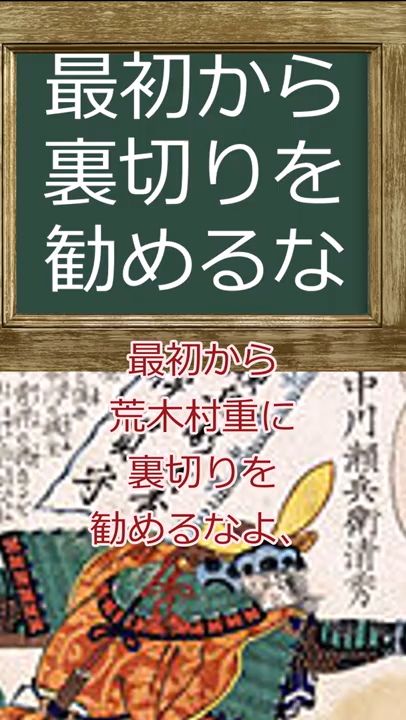 最初から
裏切りを
勧めるな
最初から
荒木村重に
裏切りを
勧めるなよ、
中川瀬兵衛清秀